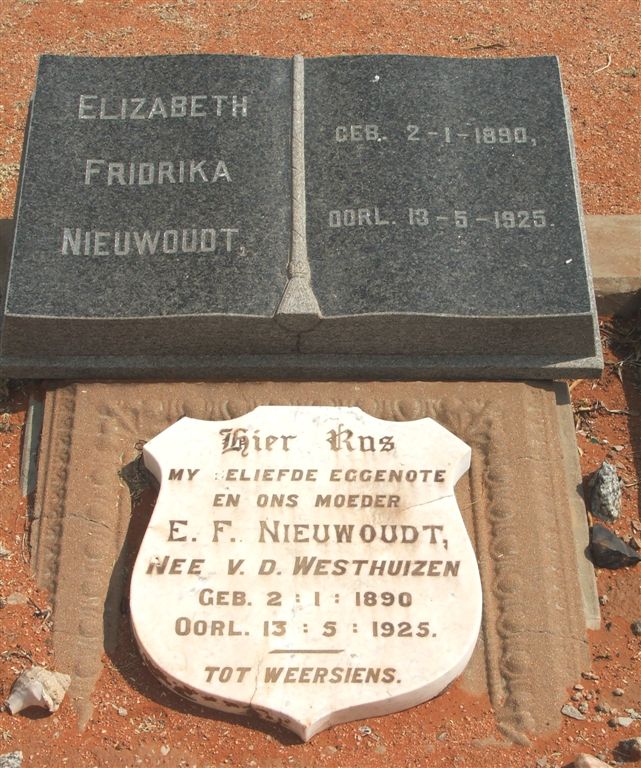 ELIZABETH
FRIDRIKA
NIEUWOUDT,
GEB. 2-1-1890,
OORL. 13-5-1925.
Hier Rus
MY GELIEFDE EGGENOTE
EN ONS MOEDER
E. F. NIEUWOUDT,
NEE V. D. WESTHUIZEN
GEB. 2:1:1890
OORL. 13:5:1925.
TOT WEERSIENS.